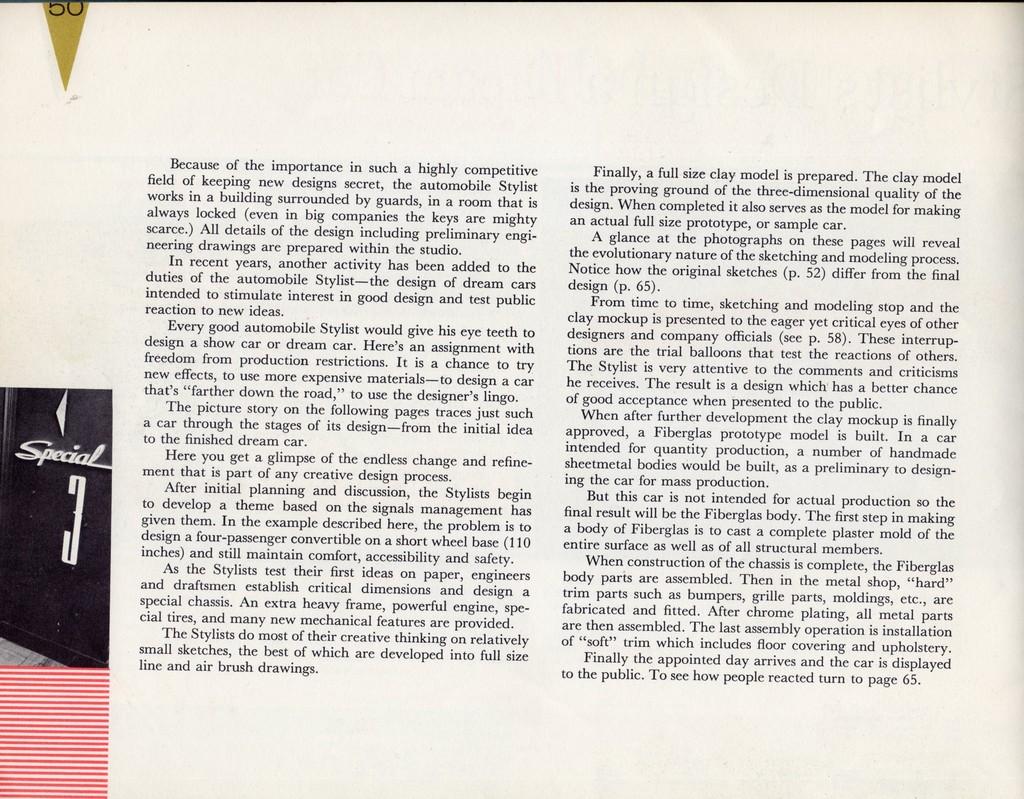 50
Because of the importance in such a highly competitive
field of keeping new designs secret, the automobile Stylist
works in a building surrounded by guards, in a room that is
always locked (even in big companies the keys are mighty
scarce.) All details of the design including preliminary engi-
neering drawings are prepared within the studio.
In recent years, another activity has been added to the
duties of the automobile Stylist—the design of dream cars
intended to stimulate interest in good design and test public
reaction to new ideas.
Every good automobile Stylist would give his eye teeth to
design a show car or dream car. Here's an assignment with
freedom from production restrictions. It is a chance to try
new effects, to use more expensive materials—to design a car
that's "farther down the road," to use the designer's lingo.
The picture story on the following pages traces just such
a car through the stages of its design—from the initial idea
to the finished dream car.
Here you get a glimpse of the endless change and refine-
ment that is part of any creative design process.
After initial planning and discussion, the Stylists begin
to develop a theme based on the signals management has
given them. In the example described here, the problem is to
design a four-passenger convertible on a short wheel base (110
inches) and still maintain comfort, accessibility and safety.
As the Stylists test their first ideas on paper, engineers
and draftsmen establish critical dimensions and design a
special chassis. An extra heavy frame, powerful engine, spe-
cial tires, and many new mechanical features are provided.
The Stylists do most of their creative thinking on relatively
small sketches, the best of which are developed into full size
line and air brush drawings.
Finally, a full size clay model is prepared. The clay model
is the proving ground of the three-dimensional quality of the
design. When completed it also serves as the model for making
an actual full size prototype, or sample car.
A glance at the photographs on these pages will reveal
the evolutionary nature of the sketching and modeling process.
Notice how the original sketches (p. 52) differ from the final
design (p. 65).
From time to time, sketching and modeling stop and the
clay mockup is presented to the eager yet critical eyes of other
designers and company officials (see p. 58). These interrup-
tions are the trial balloons that test the reactions of others.
The Stylist is very attentive to the comments and criticisms
he receives. The result is a design which has a better chance
of good acceptance when presented to the public.
When after further development the clay mockup is finally
approved, a Fiberglas prototype model is built. In a car
intended for quantity production, a number of handmade
sheetmetal bodies would be built, as a preliminary to design-
ing the car for mass production.
But this car is not intended for actual production so the
final result will be the Fiberglas body. The first step in making
a body of Fiberglas is to cast a complete plaster mold of the
entire surface as well as of all structural members.
When construction of the chassis is complete, the Fiberglas
body parts are assembled. Then in the metal shop, "hard"
trim parts such as bumpers, grille parts, moldings, etc., are
fabricated and fitted. After chrome plating, all metal parts
are then assembled. The last assembly operation is installation
of "soft" trim which includes floor covering and upholstery.
Finally the appointed day arrives and the car is displayed
to the public. To see how people reacted turn to page 65.
Special
3